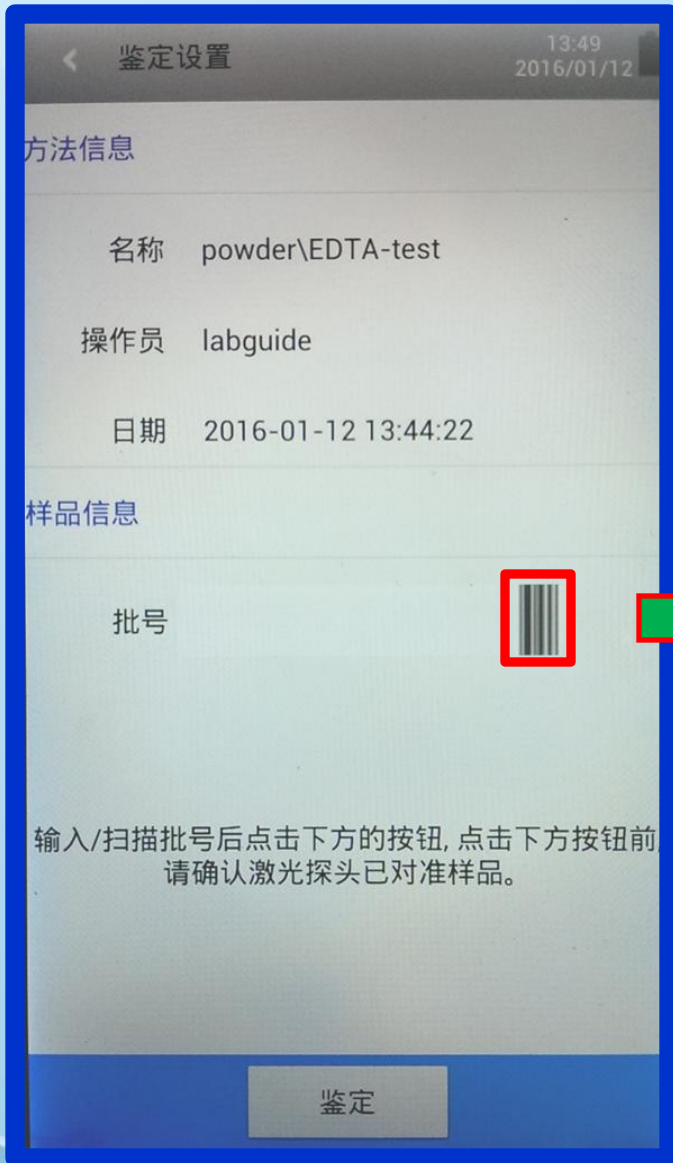 鉴定设置
13:49
2016/01/12
方法信息
名称 powder\EDTA-test
操作员 labguide
日期 2016-01-12 13:44:22
样品信息
批号
输入/扫描批号后点击下方的按钮,点击下方按钮前,
请确认激光探头已对准样品。
鉴定